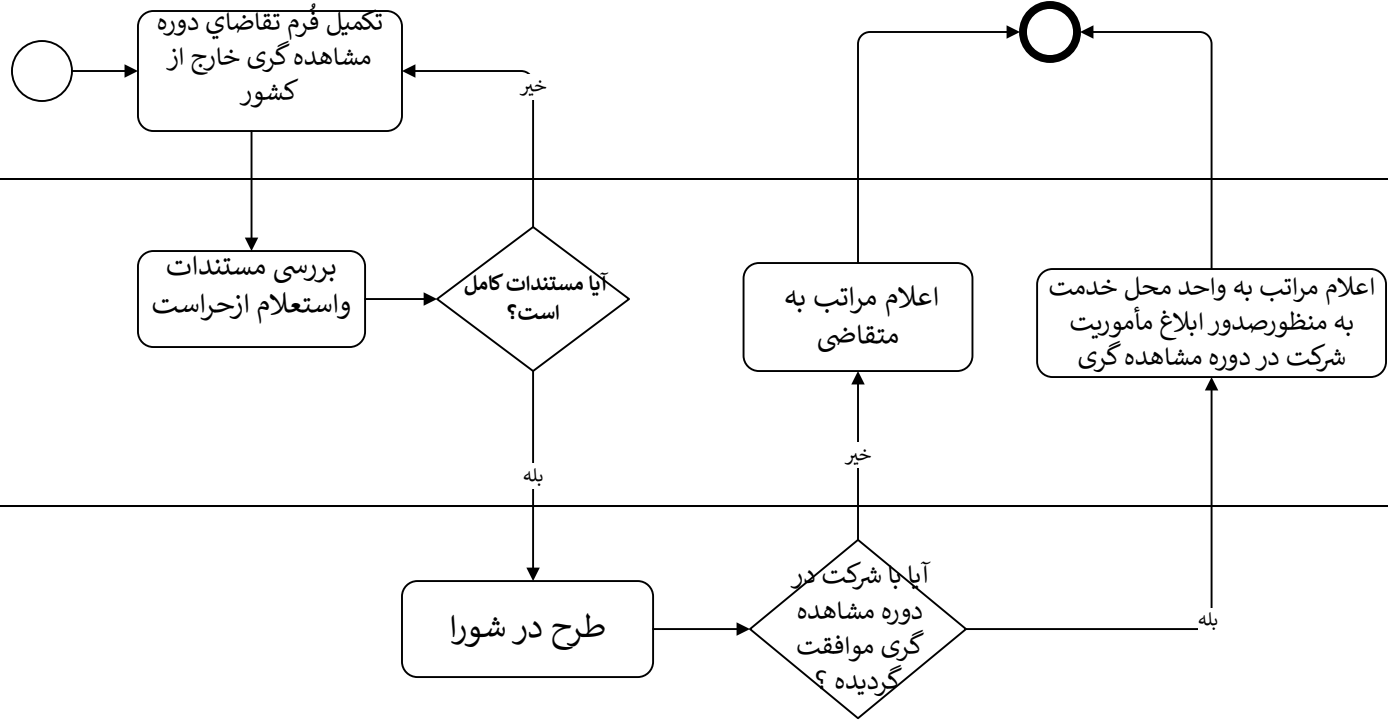 تکمیل فُرم تقاضاي دوره
مشاهده گری خارج از
کشور
خیر
بررسی مستندات
واستعلام ازحراست
آیا مستندات کامل
است؟
بله
اعلام مراتب به
متقاضی
اعلام مراتب به واحد محل خدمت
به منظورصدور ابلاغ مأموریت
شرکت در دوره مشاهده گری
خیر
طرح در شورا
آیا با شرکت در
دوره مشاهده
گری موافقت
گردیده ؟
بله